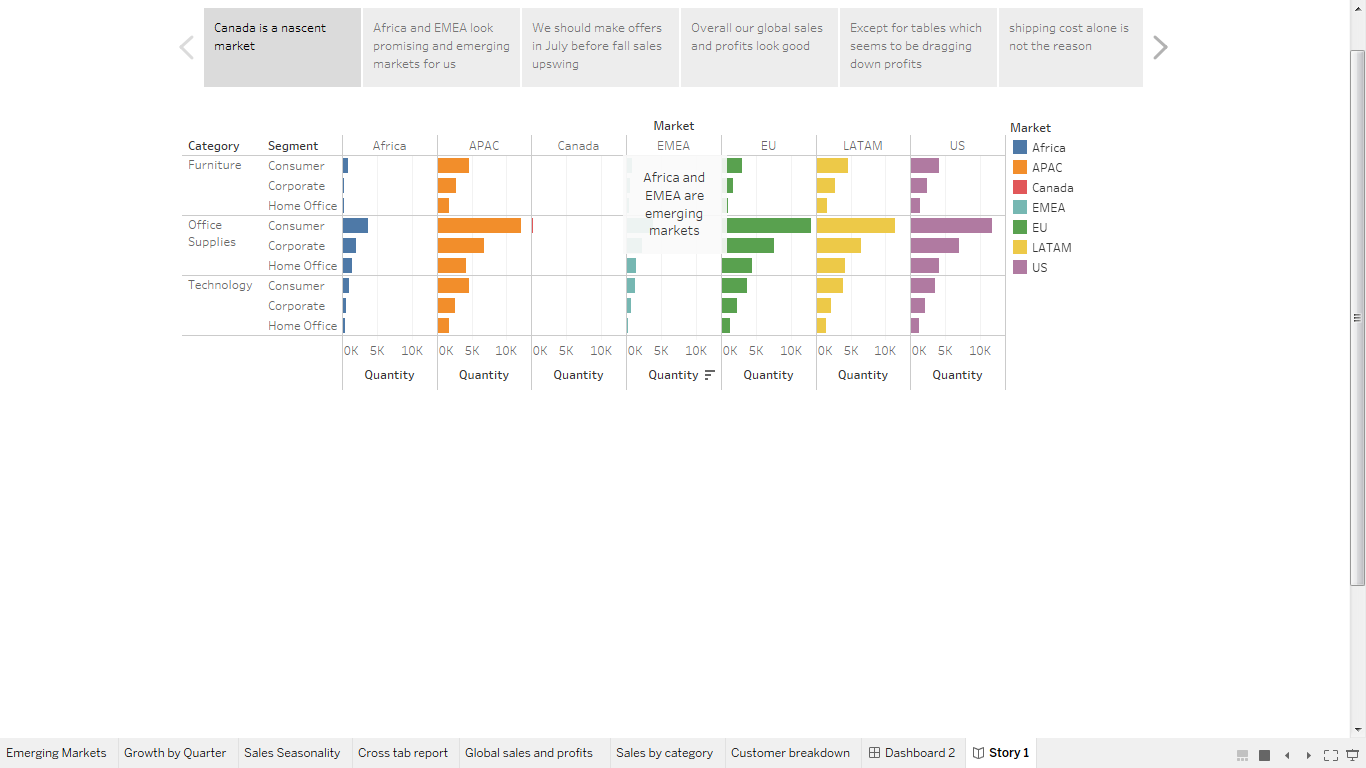 Canada is a nascent
market
Africa and EMEA look
promising and emerging
markets for us
We should make offers
in July before fall sales
upswing
Overall our global sales
and profits look good
Except for tables which
seems to be dragging
down profits
shipping cost alone is
not the reason
Market
Category Segment Africa APAC Canada EMEA EU LATAM US
Furniture Consumer
Corporate
Home Office
Office
Supplies
Consumer
Corporate
Home Office
Technology Consumer
Corporate
Home Office
Africa and
EMEA are
emerging
markets
0K 5K 10K 0K 5K 10K 0K 5K 10K 0K 5K 10K 0K 5K 10K 0K 5K 10K 0K 5K 10K
Quantity Quantity Quantity Quantity Quantity Quantity Quantity
Market
Africa
APAC
Canada
EMEA
EU
LATAM
US
Emerging Markets Growth by Quarter Sales Seasonality Cross tab report Global sales and profits Sales by category Customer breakdown Dashboard 2 Story 1